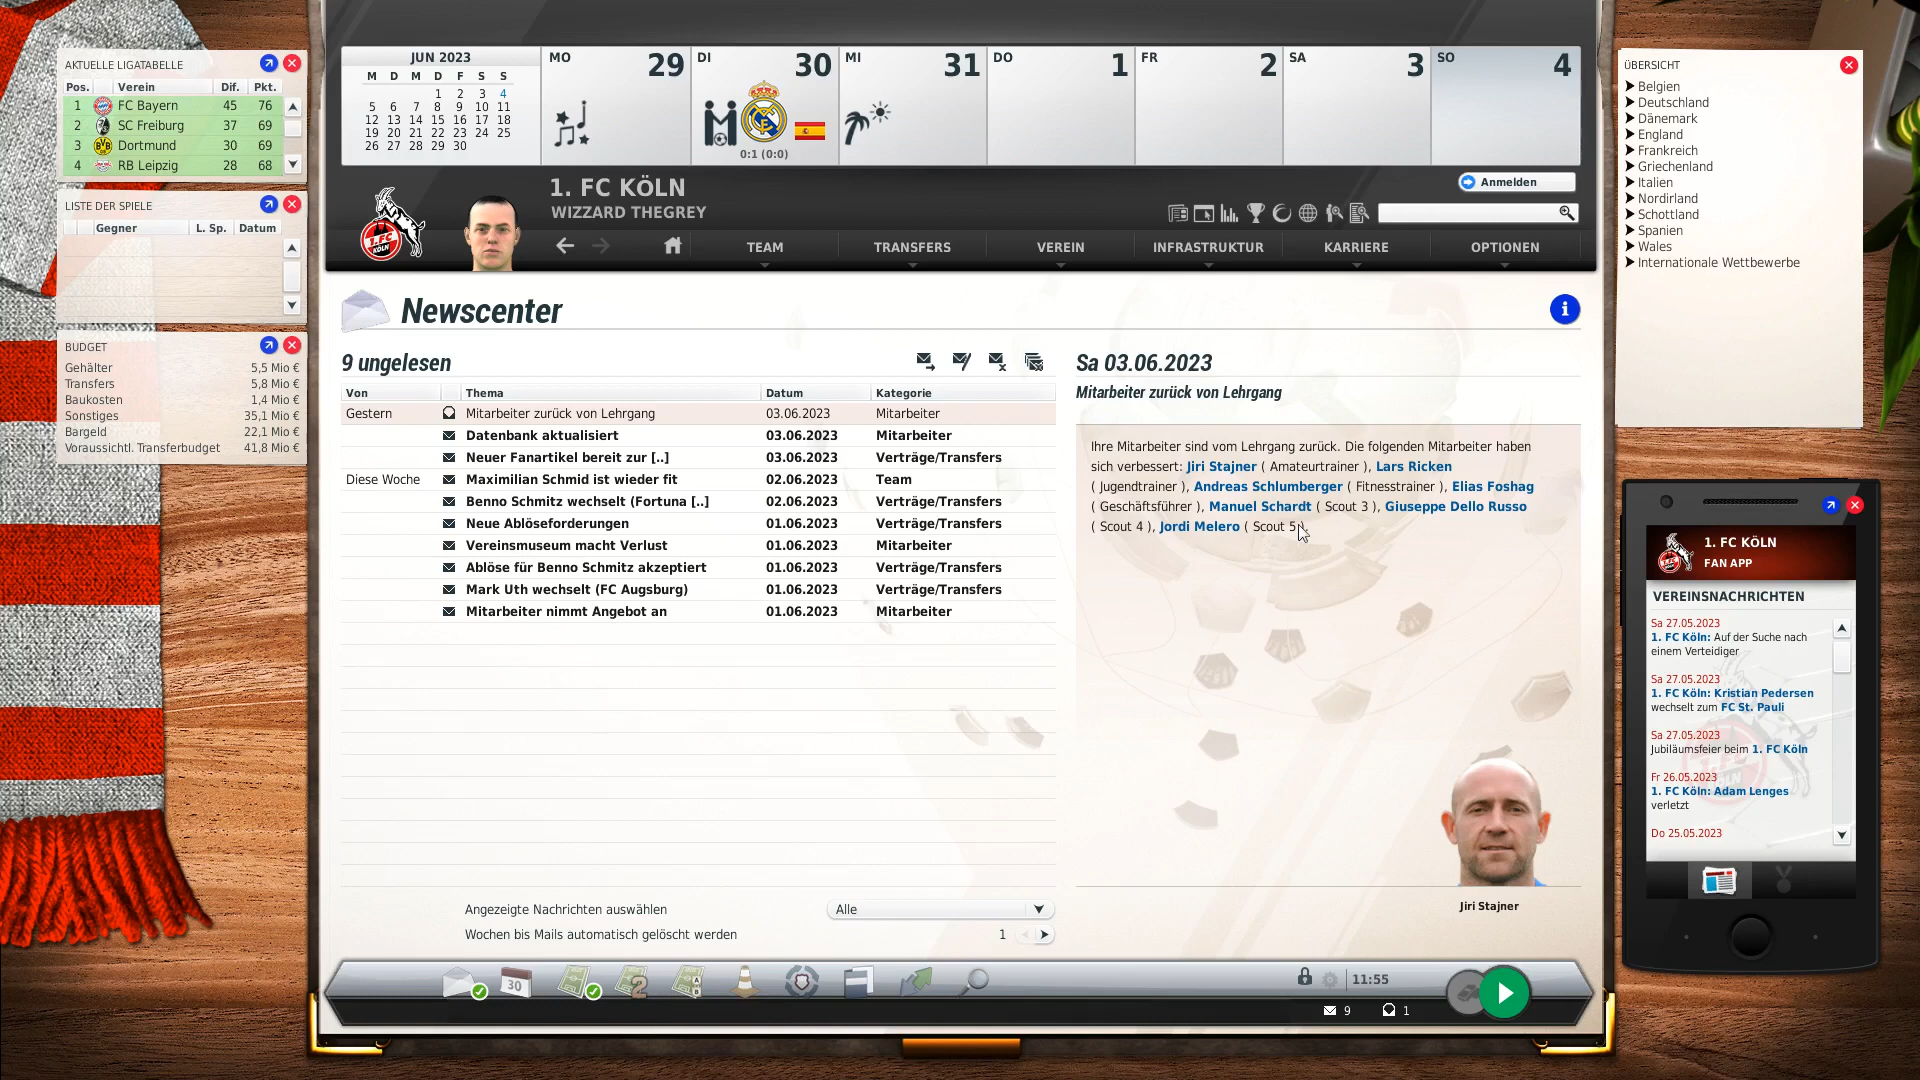 AKTUELLE LIGATABELLE
Pos. Verein Dif. Pkt.
1 FC Bayern 45 76
2 SC Freiburg 37 69
3 Dortmund 30 69
4 RB Leipzig 28 68
LISTE DER SPIELE
Gegner L. Sp. Datum
BUDGET
Gehälter 5,5 Mio €
Transfers 5,8 Mio €
Baukosten 1,4 Mio €
Sonstiges 35,1 Mio €
Bargeld 22,1 Mio €
Voraussichtl. Transferbudget 41,8 Mio €
JUN 2023
M D M D F S S
1 2 3 4
5 6 7 8 9 10 11
12 13 14 15 16 17 18
19 20 21 22 23 24 25
26 27 28 29 30
MO 29
DI 30
0:1 (0:0)
MI 31
DO 1
FR 2
SA 3
SO 4
1. FC KÖLN
WIZZARD THEGREY
Anmelden
TEAM TRANSFERS VEREIN INFRASTRUKTUR KARRIERE OPTIONEN
Newscenter
9 ungelesen
Von Thema Datum Kategorie
Gestern Mitarbeiter zurück von Lehrgang 03.06.2023 Mitarbeiter
Datenbank aktualisiert 03.06.2023 Mitarbeiter
Neuer Fanartikel bereit zur [..] 03.06.2023 Verträge/Transfers
Diese Woche Maximilian Schmid ist wieder fit 02.06.2023 Team
Benno Schmitz wechselt (Fortuna [..] 02.06.2023 Verträge/Transfers
Neue Ablöseforderungen 01.06.2023 Verträge/Transfers
Vereinsmuseum macht Verlust 01.06.2023 Mitarbeiter
Ablöse für Benno Schmitz akzeptiert 01.06.2023 Verträge/Transfers
Mark Uth wechselt (FC Augsburg) 01.06.2023 Verträge/Transfers
Mitarbeiter nimmt Angebot an 01.06.2023 Mitarbeiter
Angezeigte Nachrichten auswählen Alle
Wochen bis Mails automatisch gelöscht werden 1
Sa 03.06.2023
Mitarbeiter zurück von Lehrgang
Ihre Mitarbeiter sind vom Lehrgang zurück. Die folgenden Mitarbeiter haben
sich verbessert: Jiri Stajner ( Amateurtrainer ), Lars Ricken
( Jugendtrainer ), Andreas Schlumberger ( Fitnesstrainer ), Elias Foshag
( Geschäftsführer ), Manuel Schardt ( Scout 3 ), Giuseppe Dello Russo
( Scout 4 ), Jordi Melero ( Scout 5 ).
Jiri Stajner
30
2
11:55
9 1
ÜBERSICHT
Belgien
Deutschland
Dänemark
England
Frankreich
Griechenland
Italien
Nordirland
Schottland
Spanien
Wales
Internationale Wettbewerbe
1. FC KÖLN
FAN APP
VEREINSNACHRICHTEN
Sa 27.05.2023
1. FC Köln: Auf der Suche nach
einem Verteidiger
Sa 27.05.2023
1. FC Köln: Kristian Pedersen
wechselt zum FC St. Pauli
Sa 27.05.2023
Jubiläumsfeier beim 1. FC Köln
Fr 26.05.2023
1. FC Köln: Adam Lenges
verletzt
Do 25.05.2023